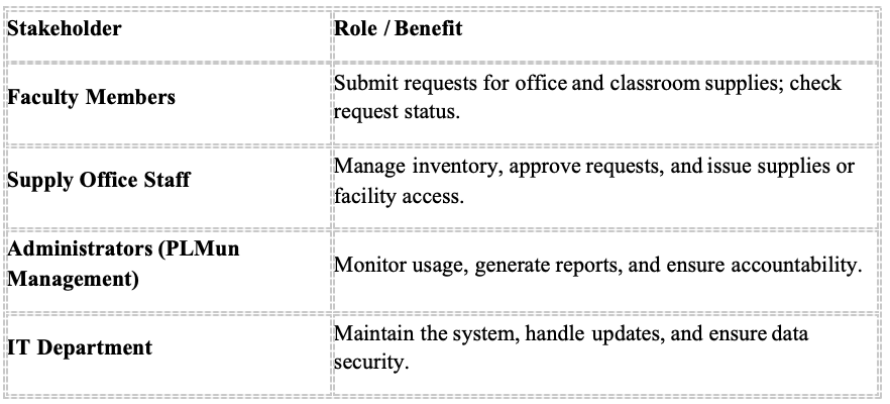 Stakeholder
Role / Benefit
Faculty Members
Submit requests for office and classroom supplies; check
request status.
Supply Office Staff
Manage inventory, approve requests, and issue supplies or
facility access.
Administrators (PLMun
Management)
Monitor usage, generate reports, and ensure accountability.
IT Department
Maintain the system, handle updates, and ensure data
security.